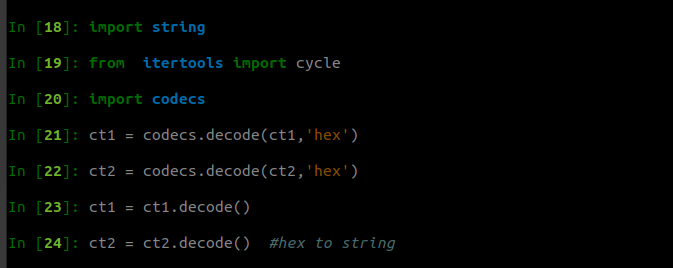 In [18]: import string
In [19]: from  itertools import cycle
In [20]: import codecs
In [21]: ct1 = codecs.decode(ct1,'hex')
In [22]: ct2 = codecs.decode(ct2,'hex')
In [23]: ct1 = ct1.decode()
In [24]: ct2 = ct2.decode()  #hex to string